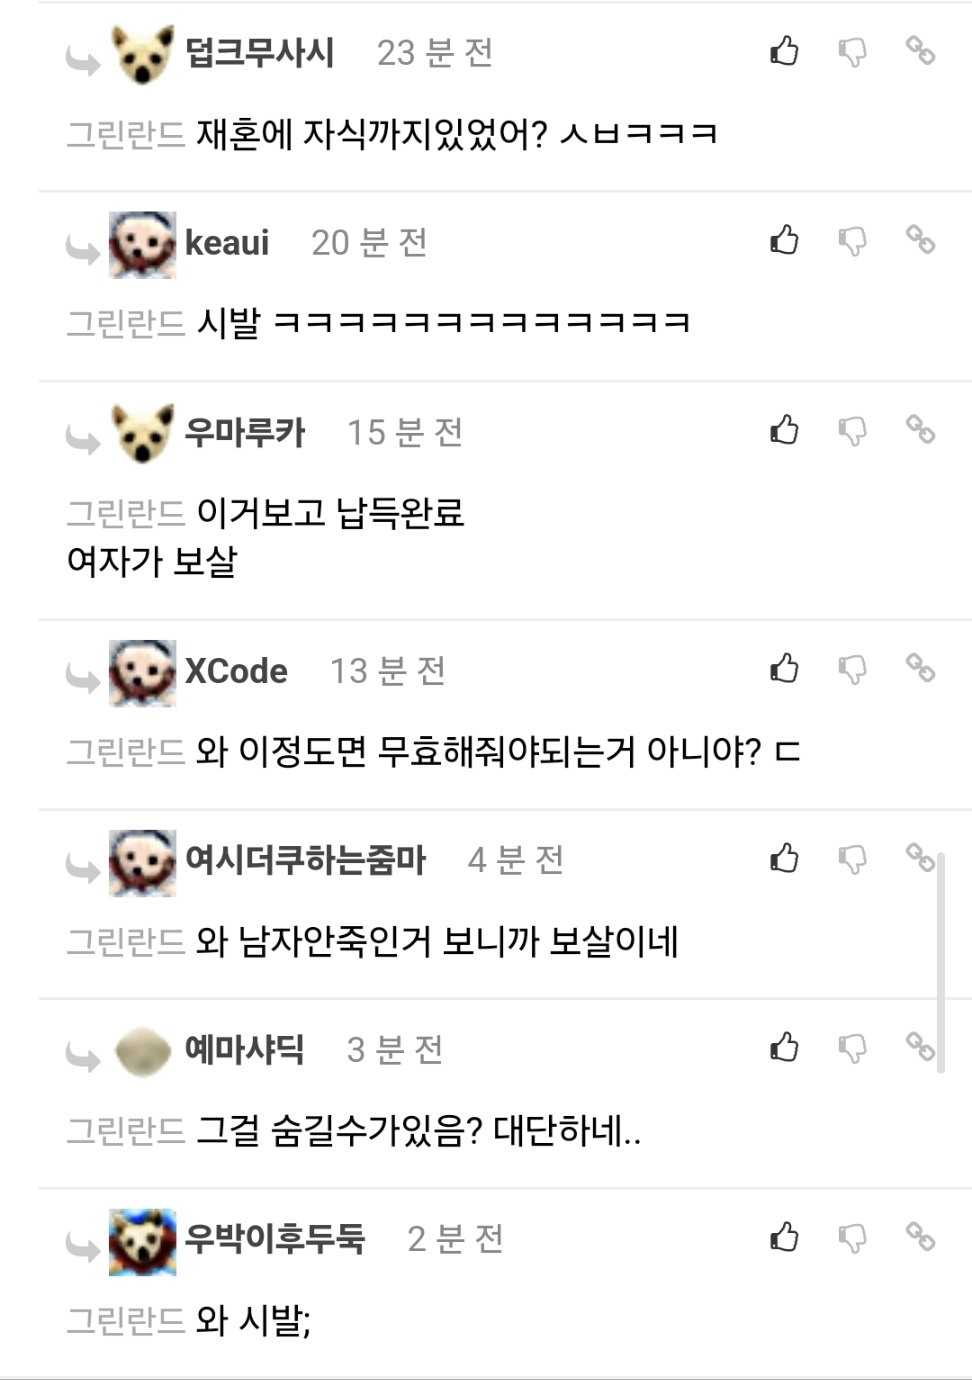 덥크무사시 23 분 전
그린란드 재혼에 자식까지있었어? ㅅㅂㅋㅋㅋ
keaui 20 분 전
그린란드 시발 ㅋㅋㅋㅋㅋㅋㅋㅋㅋㅋㅋㅋㅋ
우마루카 15 분 전
그린란드 이거보고 납득완료
여자가 보살
XCode 13 분 전
그린란드 와 이정도면 무효해줘야되는거 아니야? ㄷ
여시더쿠하는줌마 4 분 전
그린란드 와 남자안죽인거 보니까 보살이네
예마샤딕 3 분 전
그린란드 그걸 숨길수가있음? 대단하네..
우박이후두둑 2 분 전
그린란드 와 시발;